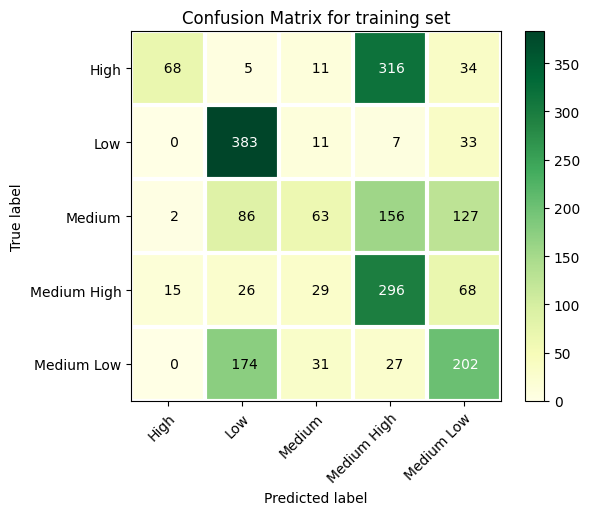 Confusion Matrix for training set
High 68 5 11 316 34
Low 0 383 11 7 33
Medium 2 86 63 156 127
Medium High 15 26 29 296 68
Medium Low 0 174 31 27 202
High Low Medium Medium High Medium Low
Predicted label
True label
350
300
250
200
150
100
50
0